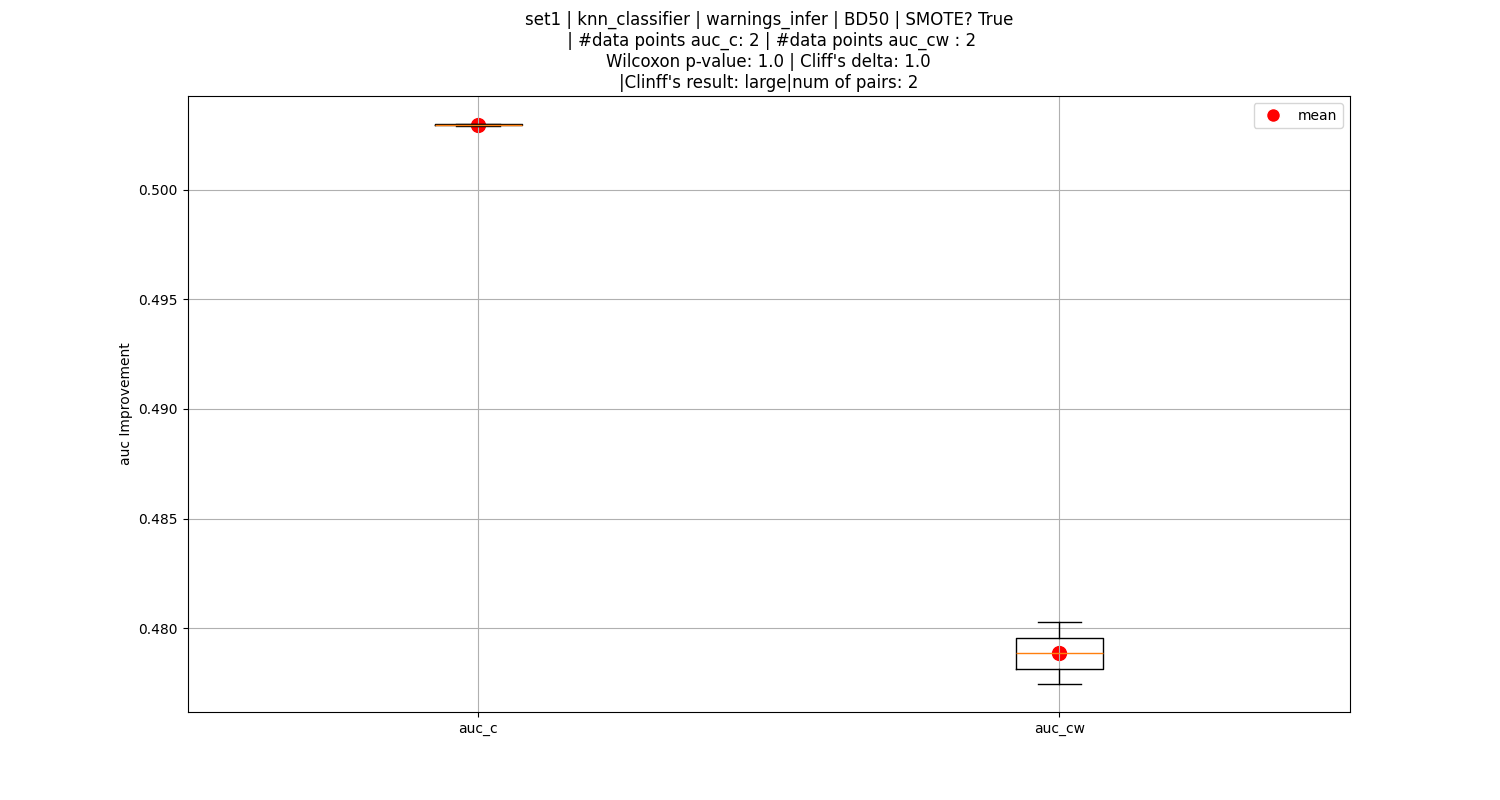 set1 | knn_classifier | warnings_infer | BD50 | SMOTE? True
| #data points auc_c: 2 | #data points auc_cw : 2
Wilcoxon p-value: 1.0 | Cliff's delta: 1.0
|Clinff's result: large|num of pairs: 2
mean
0.500
0.495
0.490
0.485
0.480
auc Improvement
auc_c
auc_cw